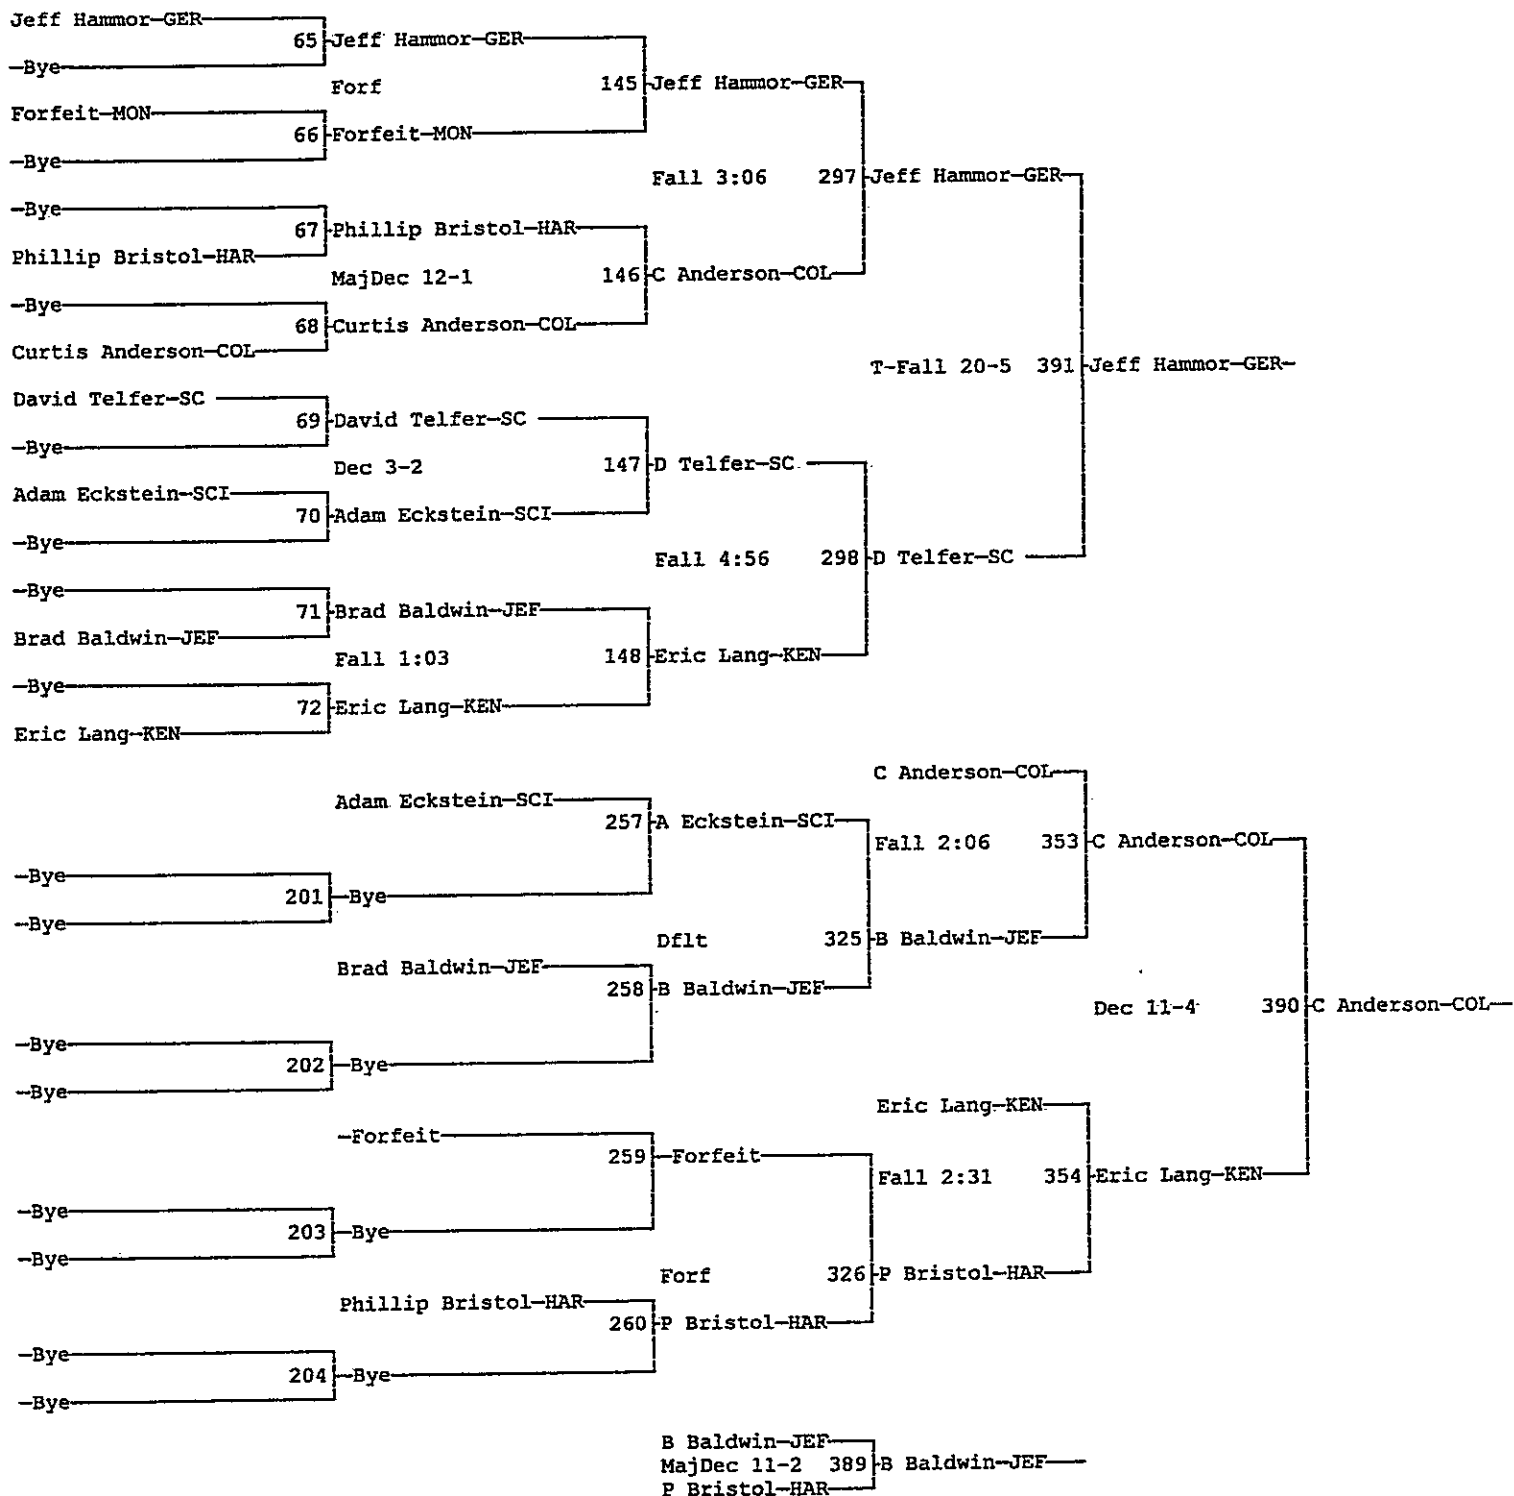 Jeff Hammor-GER
65 Jeff Hammor-GER
-Bye
Forf 145 Jeff Hammor-GER
Forfeit-MON
66 Forfeit-MON
-Bye
Fall 3:06 297 Jeff Hammor-GER
-Bye
67 Phillip Bristol-HAR
Phillip Bristol-HAR
MajDec 12-1 146 C Anderson-COL
-Bye
68 Curtis Anderson-COL
Curtis Anderson-COL
T-Fall 20-5 391 Jeff Hammor-GER-
David Telfer-SC
69 David Telfer-SC
-Bye
Dec 3-2 147 D Telfer-SC
Adam Eckstein-SCI
70 Adam Eckstein-SCI
-Bye
Fall 4:56 298 D Telfer-SC
-Bye
71 Brad Baldwin-JEF
Brad Baldwin-JEF
Fall 1:03 148 Eric Lang-KEN
-Bye
72 Eric Lang-KEN
Eric Lang-KEN
C Anderson-COL
Adam Eckstein-SCI
257 A Eckstein-SCI
Fall 2:06 353 C Anderson-COL
-Bye
201 -Bye
-Bye
Dflt 325 B Baldwin-JEF
Brad Baldwin-JEF
258 B Baldwin-JEF
Dec 11-4 390 C Anderson-COL
-Bye
202 -Bye
-Bye
Eric Lang-KEN
-Forfeit
259 -Forfeit
Fall 2:31 354 Eric Lang-KEN
-Bye
203 -Bye
-Bye
Forf 326 P Bristol-HAR
Phillip Bristol-HAR
260 P Bristol-HAR
-Bye
204 -Bye
-Bye
B Baldwin-JEF
MajDec 11-2 389 B Baldwin-JEF
P Bristol-HAR